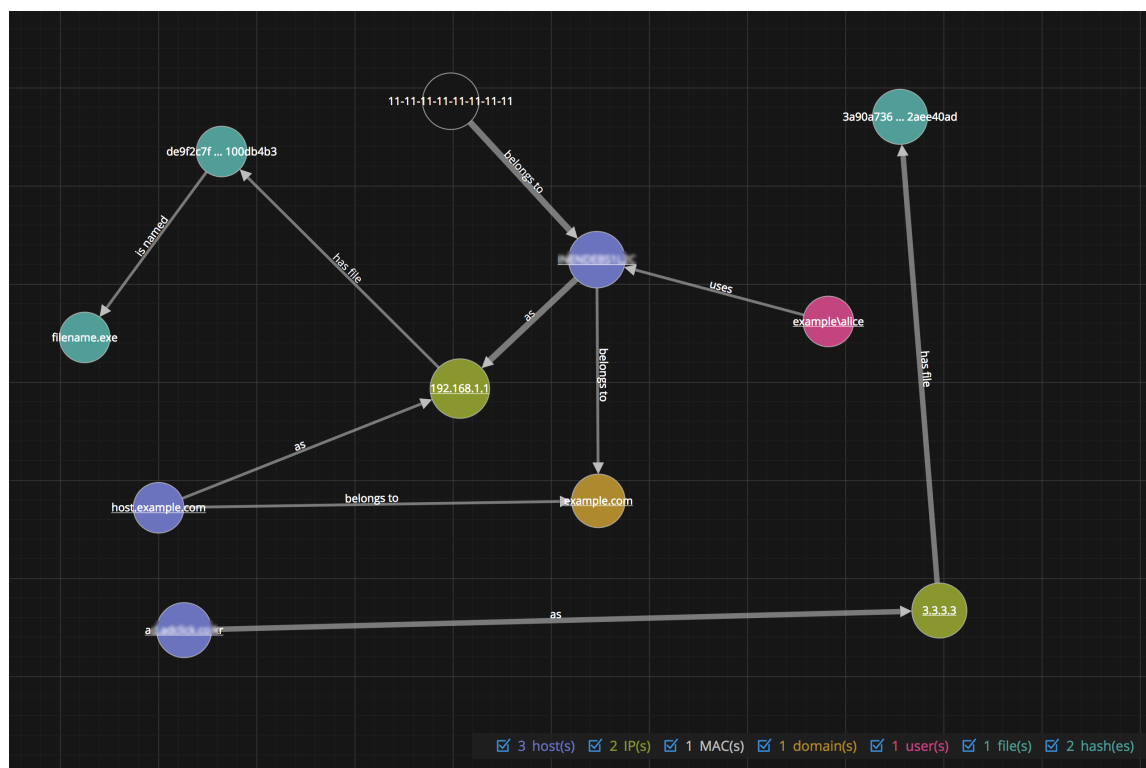 11-11-11-11-11-11-11-11
3a90a736 ... 2aee40ad
de9f2c7f ... 100db4b3
belongs to
is named
has file
uses
as
example\alice
filename.exe
belongs to
has file
192.168.1.1
as
belongs to
example.com
host.example.com
as
3.3.3.3
3 host(s) 2 IP(s) 1 MAC(s) 1 domain(s) 1 user(s) 1 file(s) 2 hash(es)